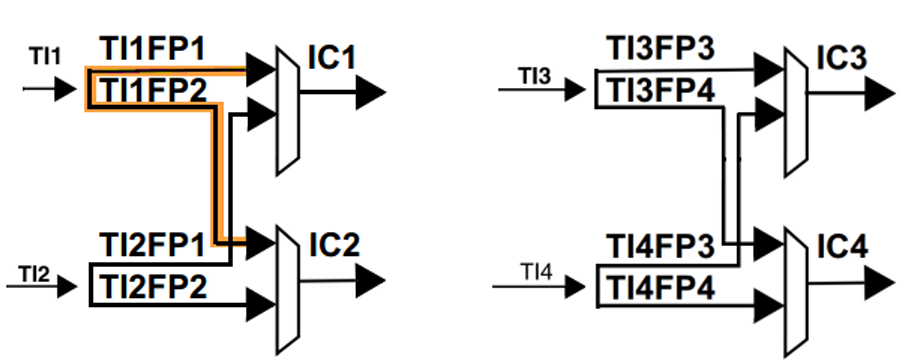 TI1
TI1FP1
TI1FP2
IC1
TI2
TI2FP1
TI2FP2
IC2
TI3
TI3FP3
TI3FP4
IC3
TI4
TI4FP3
TI4FP4
IC4